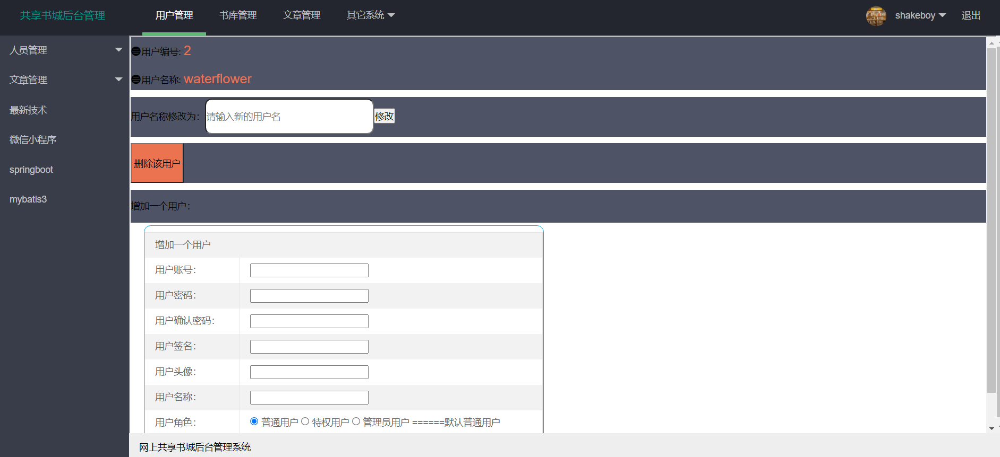 共享书城后台管理 用户管理 书库管理 文章管理 其它系统 shakeboy 退出
人员管理
文章管理
最新技术
微信小程序
springboot
mybatis3
用户编号: 2
用户名称: waterflower
用户名称修改为： 请输入新的用户名 修改
删除该用户
增加一个用户：
增加一个用户
用户账号：
用户密码：
用户确认密码：
用户签名：
用户头像：
用户名称：
用户角色： 普通用户 特权用户 管理员用户 ======默认普通用户
网上共享书城后台管理系统